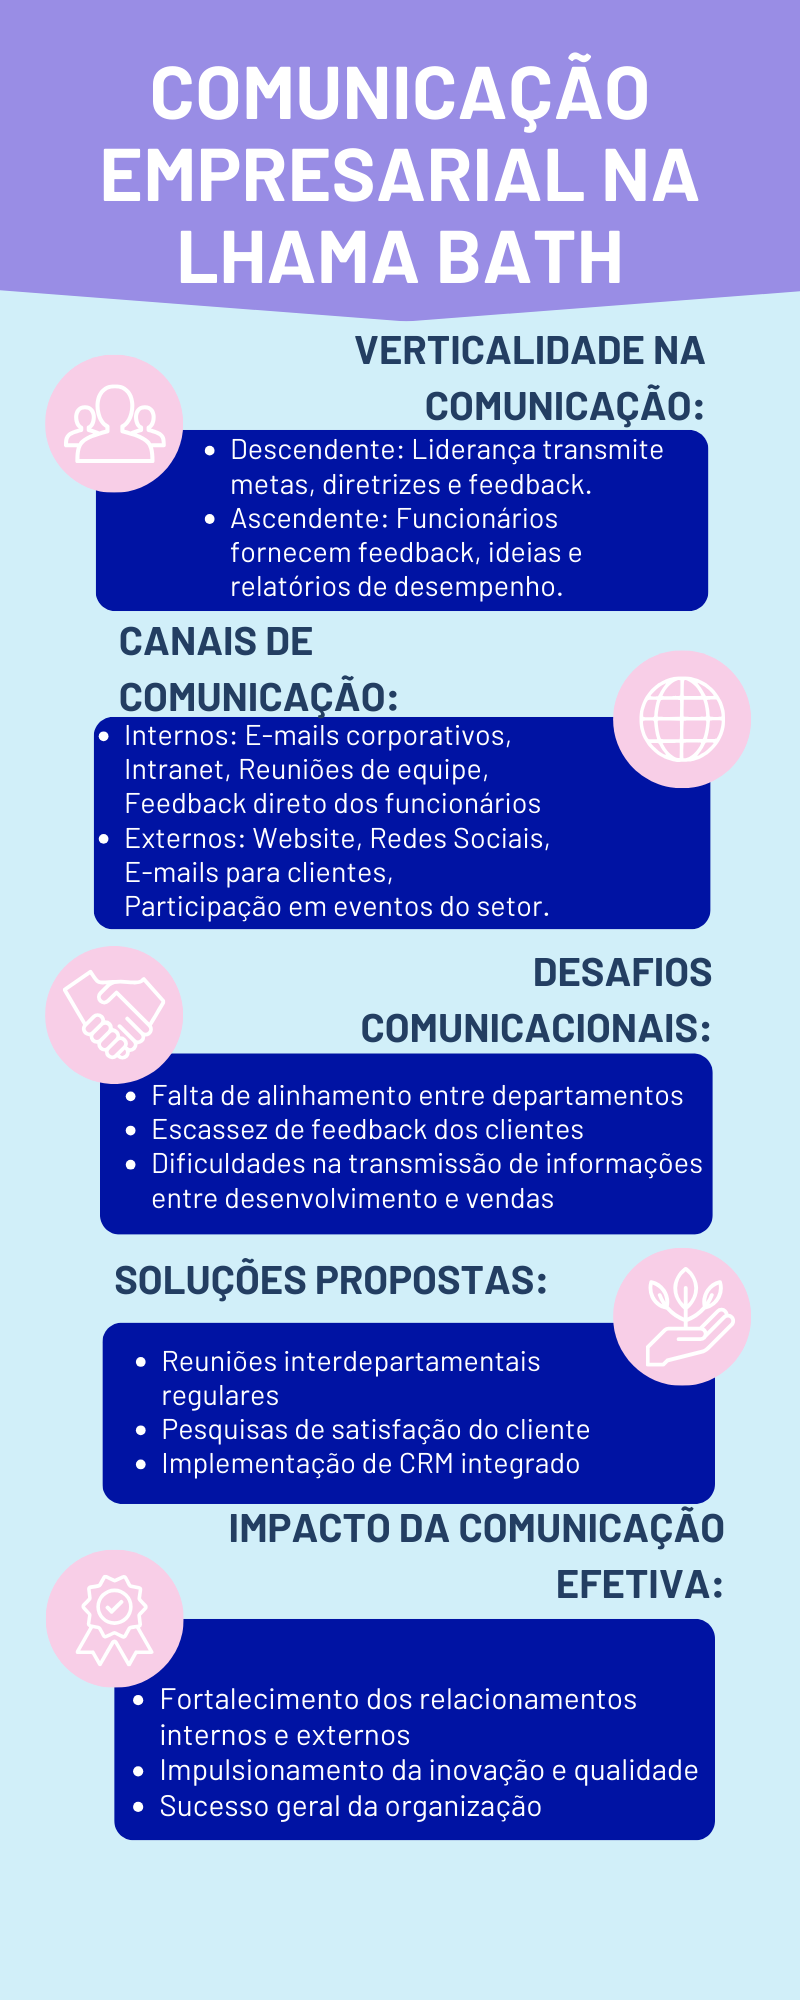 COMUNICAÇÃO
EMPRESARIAL NA
LHAMA BATH
VERTICALIDADE NA
COMUNICAÇÃO:
• Descendente: Liderança transmite
metas, diretrizes e feedback.
• Ascendente: Funcionários
fornecem feedback, ideias e
relatórios de desempenho.
CANAIS DE
COMUNICAÇÃO:
• Internos: E-mails corporativos,
Intranet, Reuniões de equipe,
Feedback direto dos funcionários
• Externos: Website, Redes Sociais,
E-mails para clientes,
Participação em eventos do setor.
DESAFIOS
COMUNICACIONAIS:
• Falta de alinhamento entre departamentos
• Escassez de feedback dos clientes
• Dificuldades na transmissão de informações
entre desenvolvimento e vendas
SOLUÇÕES PROPOSTAS:
• Reuniões interdepartamentais
regulares
• Pesquisas de satisfação do cliente
• Implementação de CRM integrado
IMPACTO DA COMUNICAÇÃO
EFETIVA:
• Fortalecimento dos relacionamentos
internos e externos
• Impulsionamento da inovação e qualidade
• Sucesso geral da organização